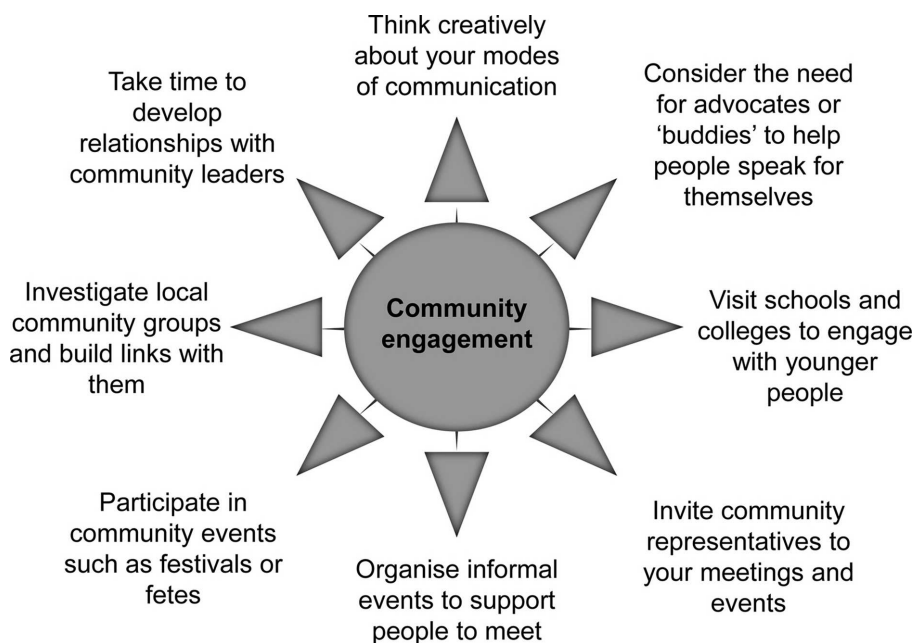 Think creatively
about your modes
of communication
Consider the need
for advocates or
‘buddies’ to help
people speak for
themselves
Visit schools and
colleges to engage
with younger
people
Invite community
representatives to
your meetings and
events
Organise informal
events to support
people to meet
Participate in
community events
such as festivals or
fetes
Investigate local
community groups
and build links with
them
Take time to
develop
relationships with
community leaders
Community
engagement